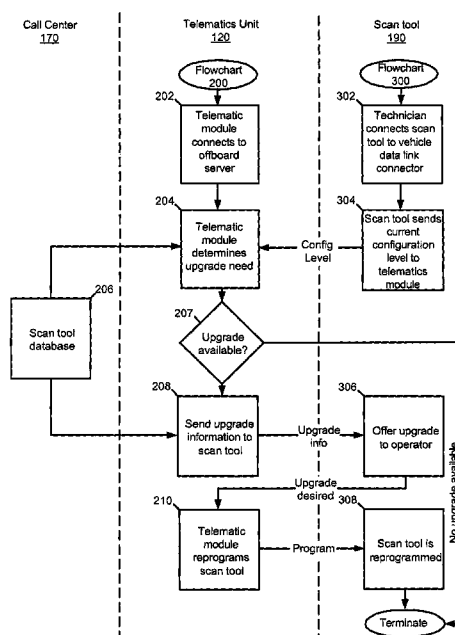 Call Center
170
Telematics Unit
120
Scan tool
190
Flowchart
200
Flowchart
300
202
Telematic
module
connects to
offboard
server
302
Technician
connects scan
tool to vehicle
data link
connector
204
Telematic
module
determines
upgrade need
304
Scan tool sends
current
configuration
level to
telematics
module
Config
Level
206
Scan tool
database
207
Upgrade
available?
208
Send upgrade
information to
scan tool
Upgrade
info
306
Offer upgrade
to operator
No upgrade available
Upgrade
desired
210
Telematic
module
reprograms
scan tool
Program
308
Scan tool is
reprogrammed
Terminate